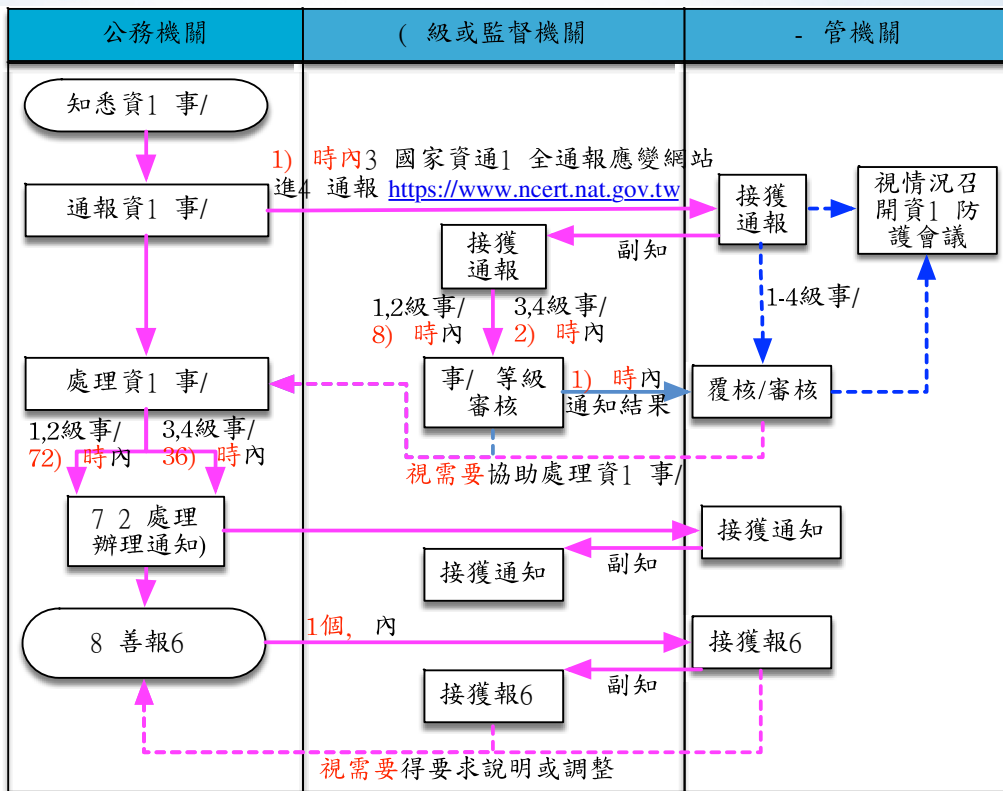 公務機關
( 級或監督機關
- 管機關
知悉資1 事/
1) 時內3 國家資通1 全通報應變網站
進4 通報 https://www.ncert.nat.gov.tw
通報資1 事/
接獲
通報
視情況召
開資1 防
護會議
副知
接獲
通報
1-4級事/
1,2級事/
8) 時內
3,4級事/
2) 時內
處理資1 事/
事/ 等級
審核
1) 時內
通知結果
覆核/審核
1,2級事/
72) 時內
3,4級事/
36) 時內
視需要協助處理資1 事/
7 2 處理
辦理通知)
接獲通知
副知
接獲通知
8 善報6
1個, 內
接獲報6
副知
接獲報6
視需要得要求說明或調整